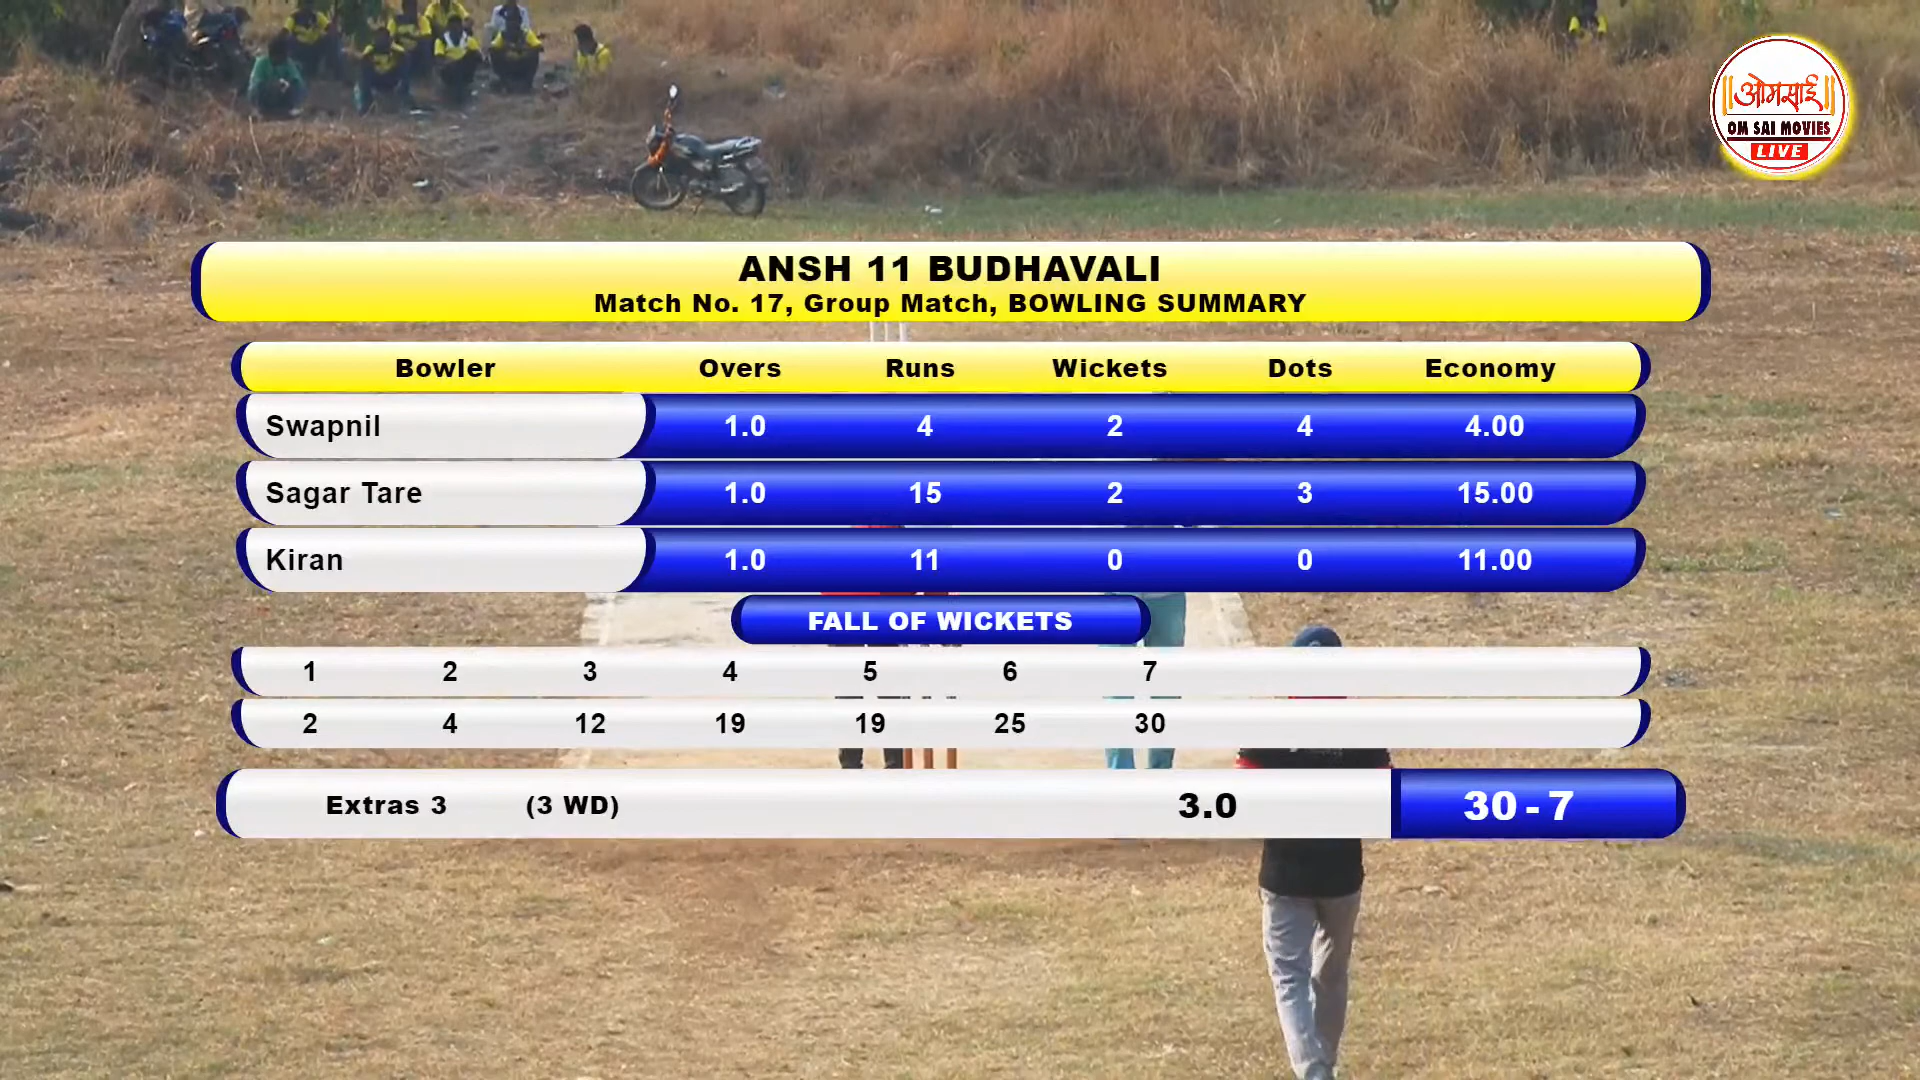 ओमसाई
OM SAI MOVIES
LIVE
ANSH 11 BUDHAVALI
Match No. 17, Group Match, BOWLING SUMMARY
Bowler Overs Runs Wickets Dots Economy
Swapnil 1.0 4 2 4 4.00
Sagar Tare 1.0 15 2 3 15.00
Kiran 1.0 11 0 0 11.00
FALL OF WICKETS
1 2 3 4 5 6 7
2 4 12 19 19 25 30
Extras 3 (3 WD) 3.0 30 - 7